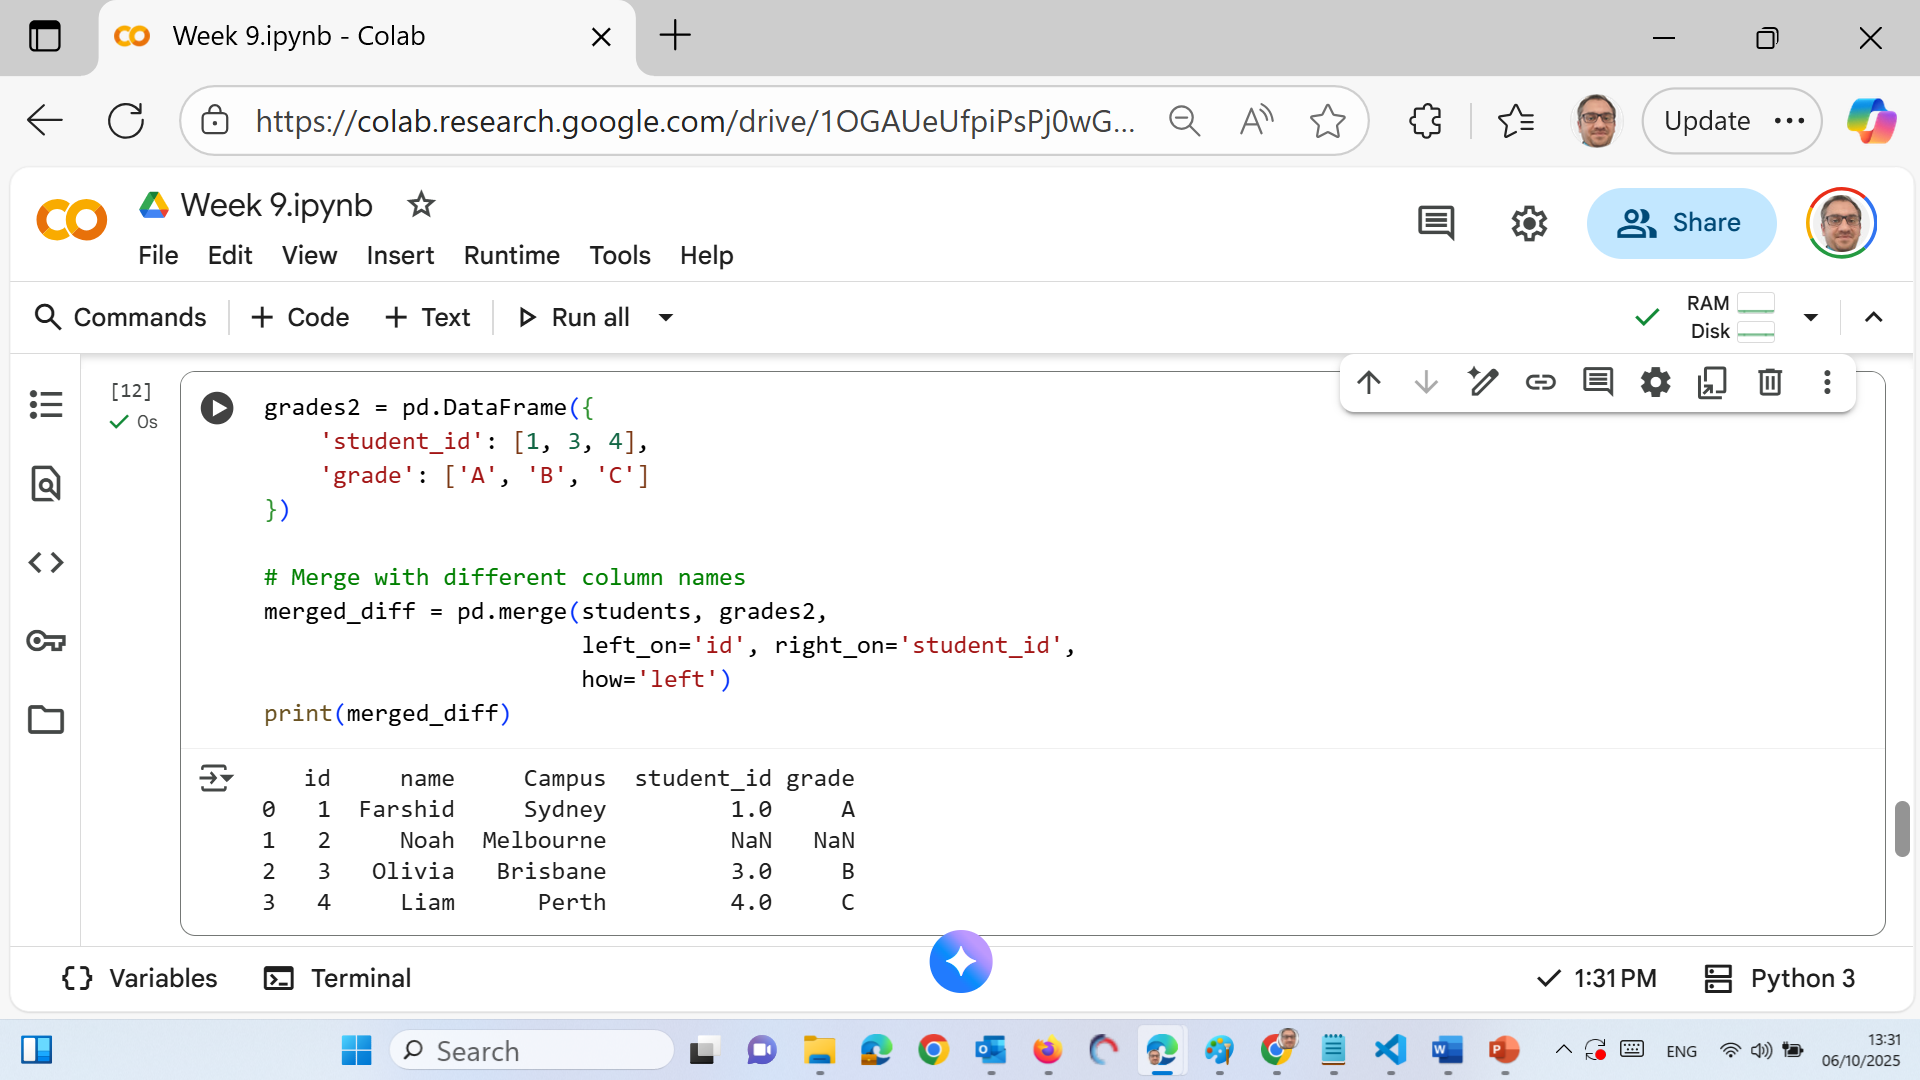 Week 9.ipynb - Colab
https://colab.research.google.com/drive/1OGAUeUfpiPsPj0wG...
Update
Week 9.ipynb
Share
File Edit View Insert Runtime Tools Help
Commands + Code + Text Run all
RAM
Disk
[12]
0s
grades2 = pd.DataFrame({
    'student_id': [1, 3, 4],
    'grade': ['A', 'B', 'C']
})
# Merge with different column names
merged_diff = pd.merge(students, grades2,
                       left_on='id', right_on='student_id',
                       how='left')
print(merged_diff)
   id     name     Campus  student_id grade
0   1  Farshid     Sydney         1.0     A
1   2     Noah  Melbourne         NaN   NaN
2   3   Olivia   Brisbane         3.0     B
3   4     Liam      Perth         4.0     C
{} Variables Terminal
1:31 PM Python 3
Search
ENG
13:31
06/10/2025